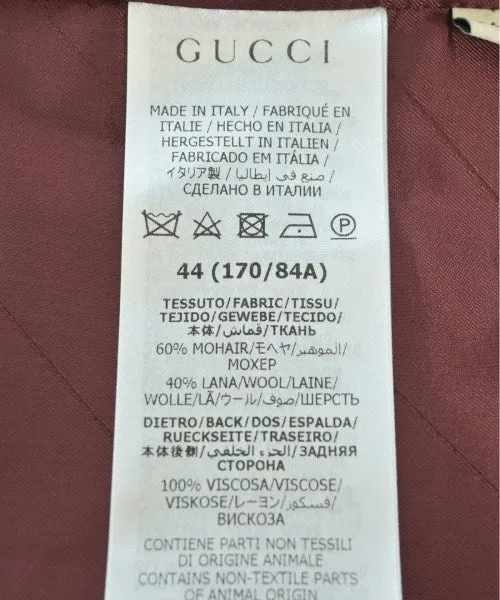 GUCCI
MADE IN ITALY / FABRIQUÉ EN
ITALIE / HECHO EN ITALIA /
HERGESTELLT IN ITALIEN /
FABRICADO EM ITÁLIA /
イタリア製 / صنع في إيطاليا /
СДЕЛАНО В ИТАЛИИ
P
44 (170/84A)
TESSUTO/FABRIC/TISSU/
TEJIDO/GEWEBE/TECIDO/
本体/قماش/ТКАНЬ
60% MOHAIR/モヘヤ/الموهير/
МОХЕР
40% LANA/WOOL/LAINE/
WOLLE/LÃ/ウール/صوف/ШЕРСТЬ
DIETRO/BACK/DOS/ESPALDA/
RUECKSEITE/TRASEIRO/
本体後側/الجزء الخلفي/ЗАДНЯЯ
СТОРОНА
100% VISCOSA/VISCOSE/
VISKOSE/レーヨン/فسكوز/
ВИСКОЗА
CONTIENE PARTI NON TESSILI
DI ORIGINE ANIMALE
CONTAINS NON-TEXTILE PARTS
OF ANIMAL ORIGIN